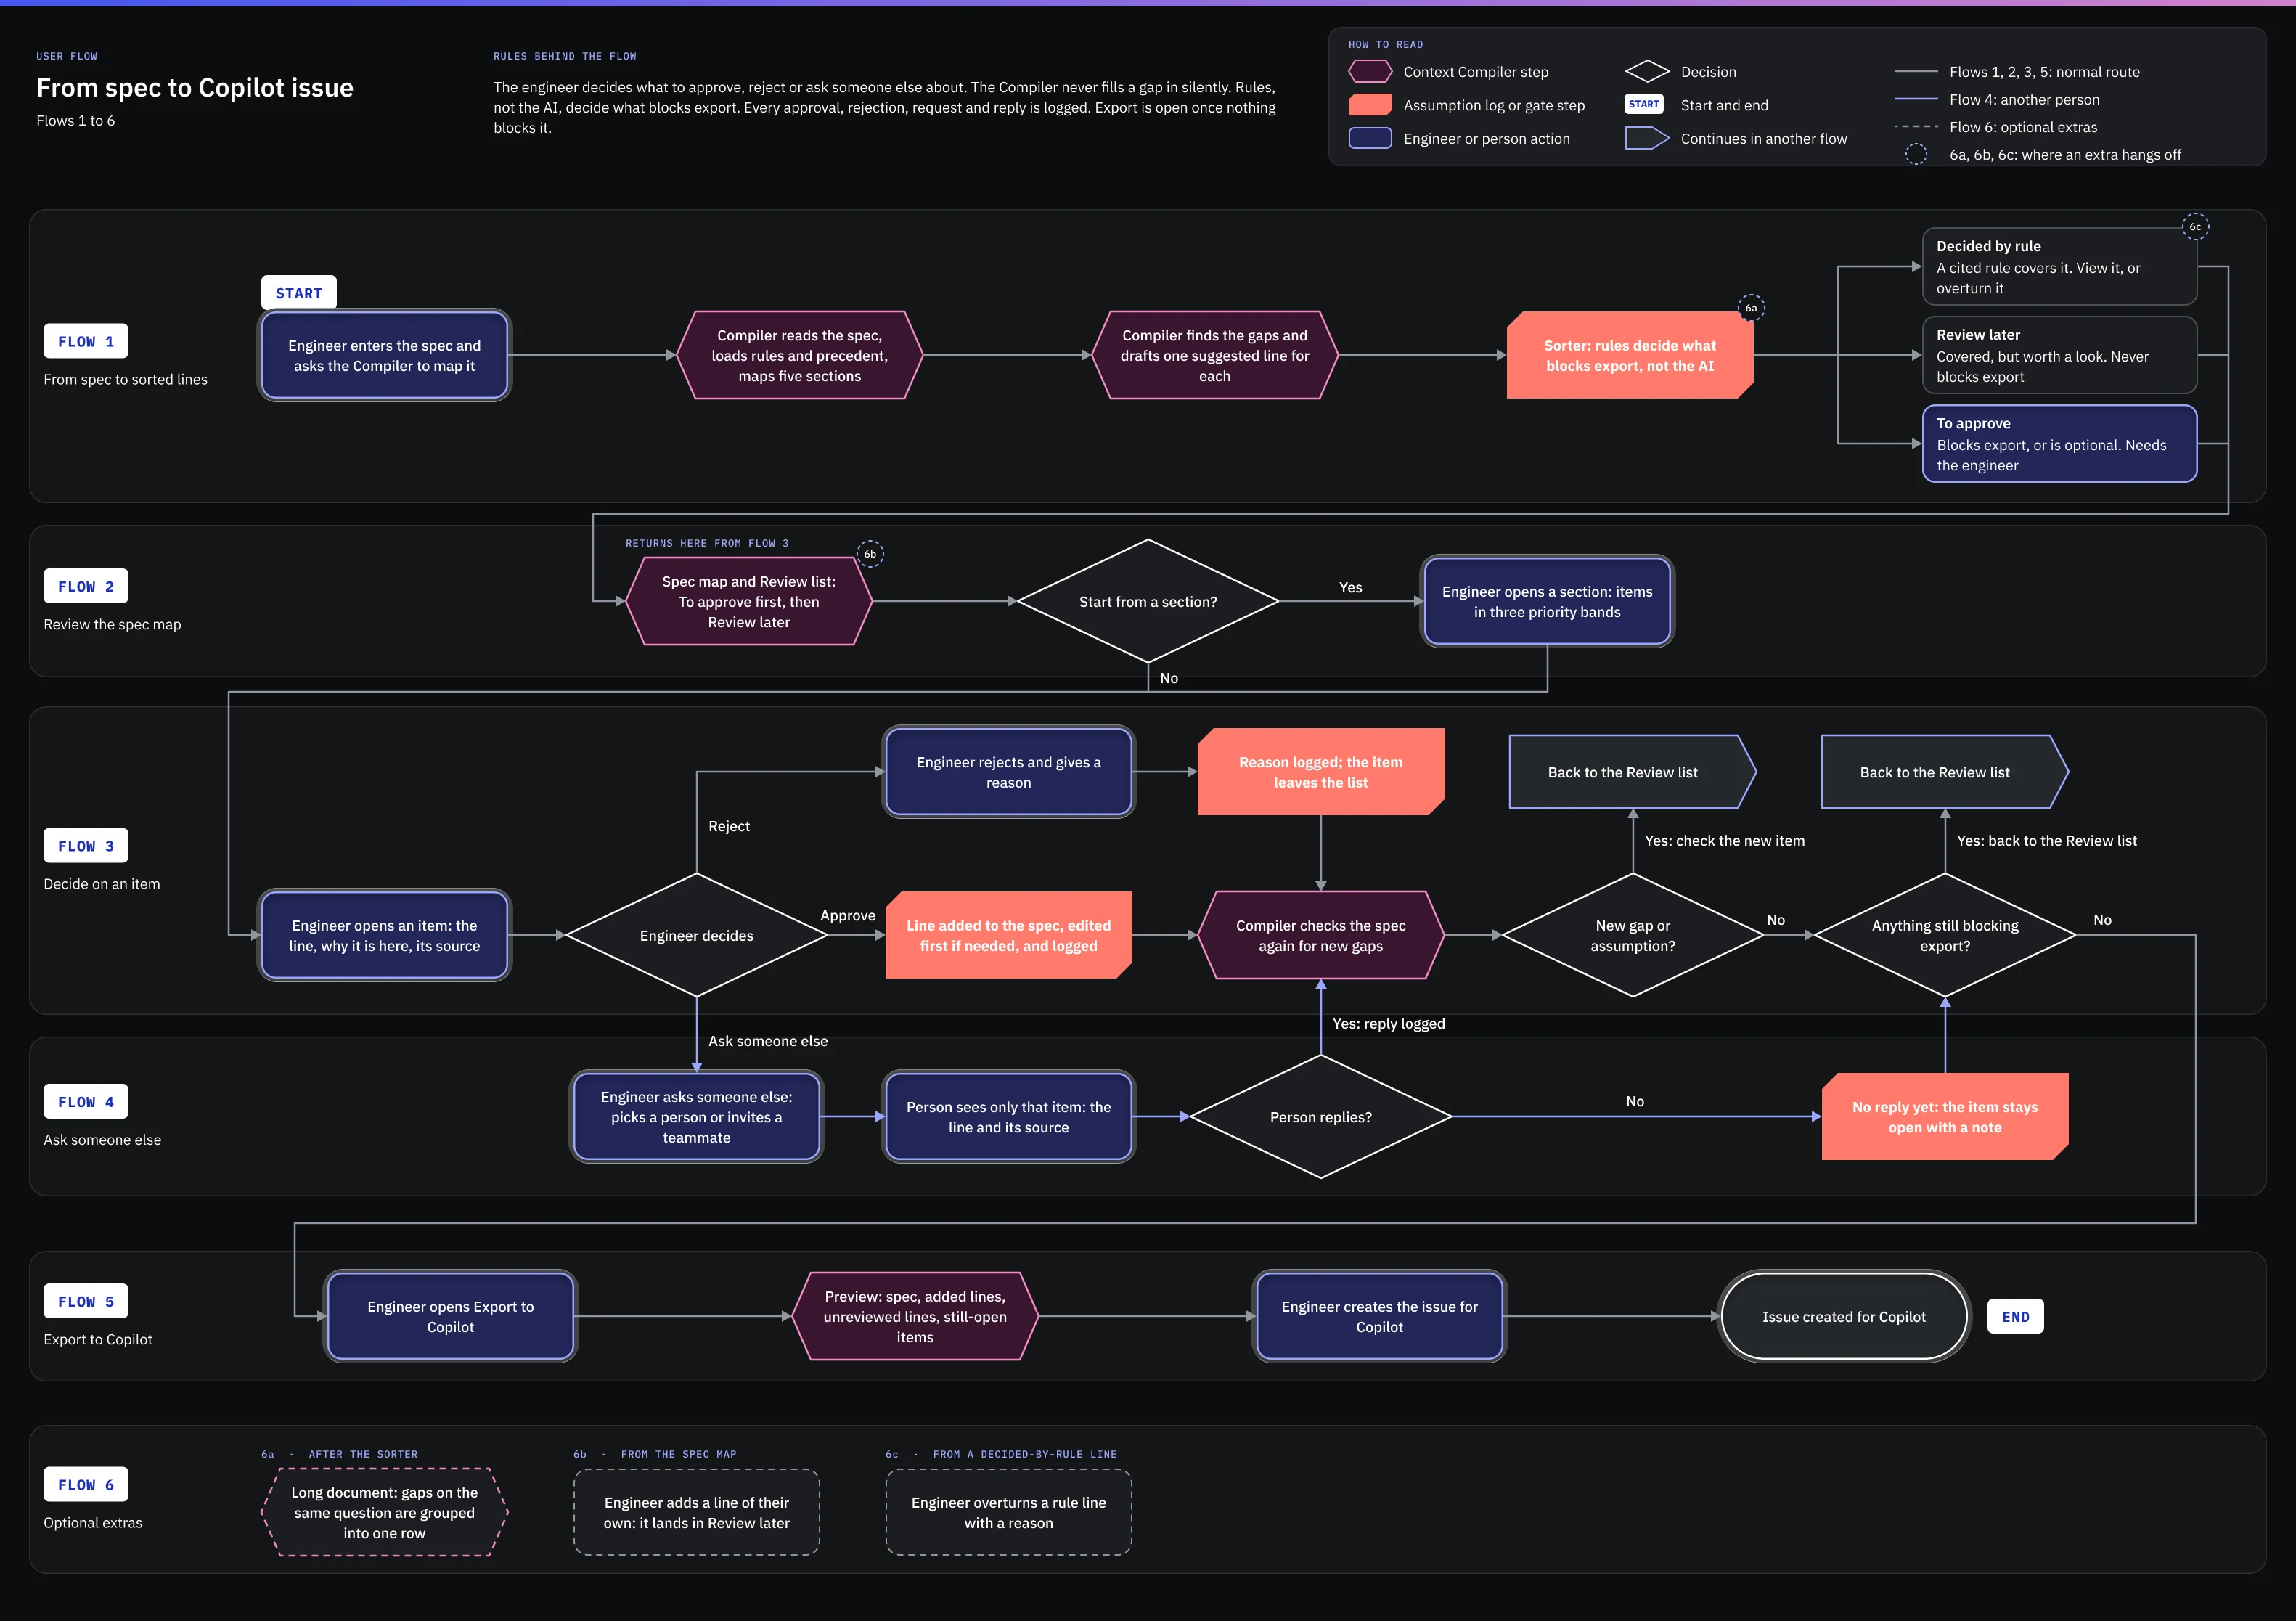 USER FLOW
From spec to Copilot issue
Flows 1 to 6
RULES BEHIND THE FLOW
The engineer decides what to approve, reject or ask someone else about. The Compiler never fills a gap in silently. Rules,
not the AI, decide what blocks export. Every approval, rejection, request and reply is logged. Export is open once nothing
blocks it.
HOW TO READ
Context Compiler step
Assumption log or gate step
Engineer or person action
Decision
START
Start and end
Continues in another flow
Flows 1, 2, 3, 5: normal route
Flow 4: another person
Flow 6: optional extras
6a, 6b, 6c: where an extra hangs off
FLOW 1
From spec to sorted lines
START
Engineer enters the spec and
asks the Compiler to map it
Compiler reads the spec,
loads rules and precedent,
maps five sections
Compiler finds the gaps and
drafts one suggested line for
each
6a
Sorter: rules decide what
blocks export, not the AI
6c
Decided by rule
A cited rule covers it. View it, or
overturn it
Review later
Covered, but worth a look. Never
blocks export
To approve
Blocks export, or is optional. Needs
the engineer
FLOW 2
Review the spec map
RETURNS HERE FROM FLOW 3
6b
Spec map and Review list:
To approve first, then
Review later
Start from a section?
Yes
No
Engineer opens a section: items
in three priority bands
FLOW 3
Decide on an item
Engineer opens an item: the
line, why it is here, its source
Engineer decides
Reject
Engineer rejects and gives a
reason
Reason logged; the item
leaves the list
Approve
Line added to the spec, edited
first if needed, and logged
Compiler checks the spec
again for new gaps
New gap or
assumption?
Yes: check the new item
Back to the Review list
No
Anything still blocking
export?
Yes: back to the Review list
Back to the Review list
No
FLOW 4
Ask someone else
Ask someone else
Engineer asks someone else:
picks a person or invites a
teammate
Person sees only that item: the
line and its source
Person replies?
Yes: reply logged
No
No reply yet: the item stays
open with a note
FLOW 5
Export to Copilot
Engineer opens Export to
Copilot
Preview: spec, added lines,
unreviewed lines, still-open
items
Engineer creates the issue for
Copilot
Issue created for Copilot
END
FLOW 6
Optional extras
6a · AFTER THE SORTER
Long document: gaps on the
same question are grouped
into one row
6b · FROM THE SPEC MAP
Engineer adds a line of their
own: it lands in Review later
6c · FROM A DECIDED-BY-RULE LINE
Engineer overturns a rule line
with a reason